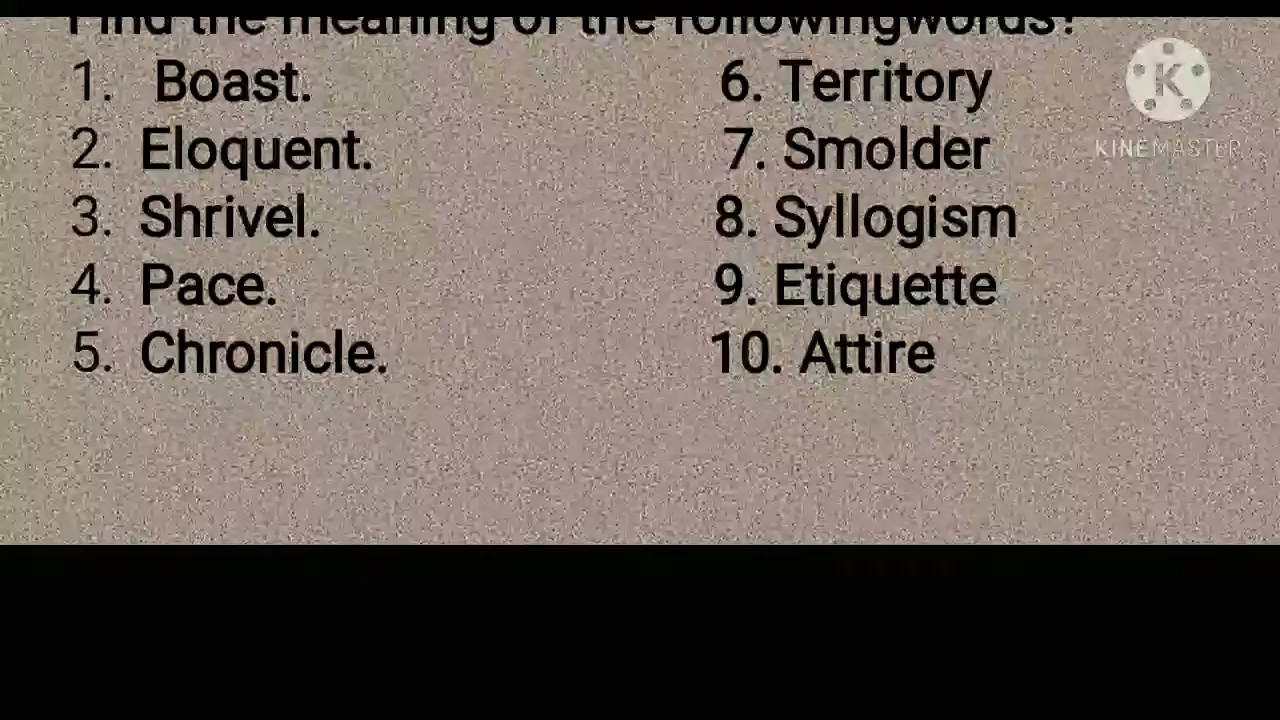 Find the meaning of the followingwords?
1. Boast.
2. Eloquent.
3. Shrivel.
4. Pace.
5. Chronicle.
6. Territory
7. Smolder
8. Syllogism
9. Etiquette
10. Attire
K
KINEMASTER